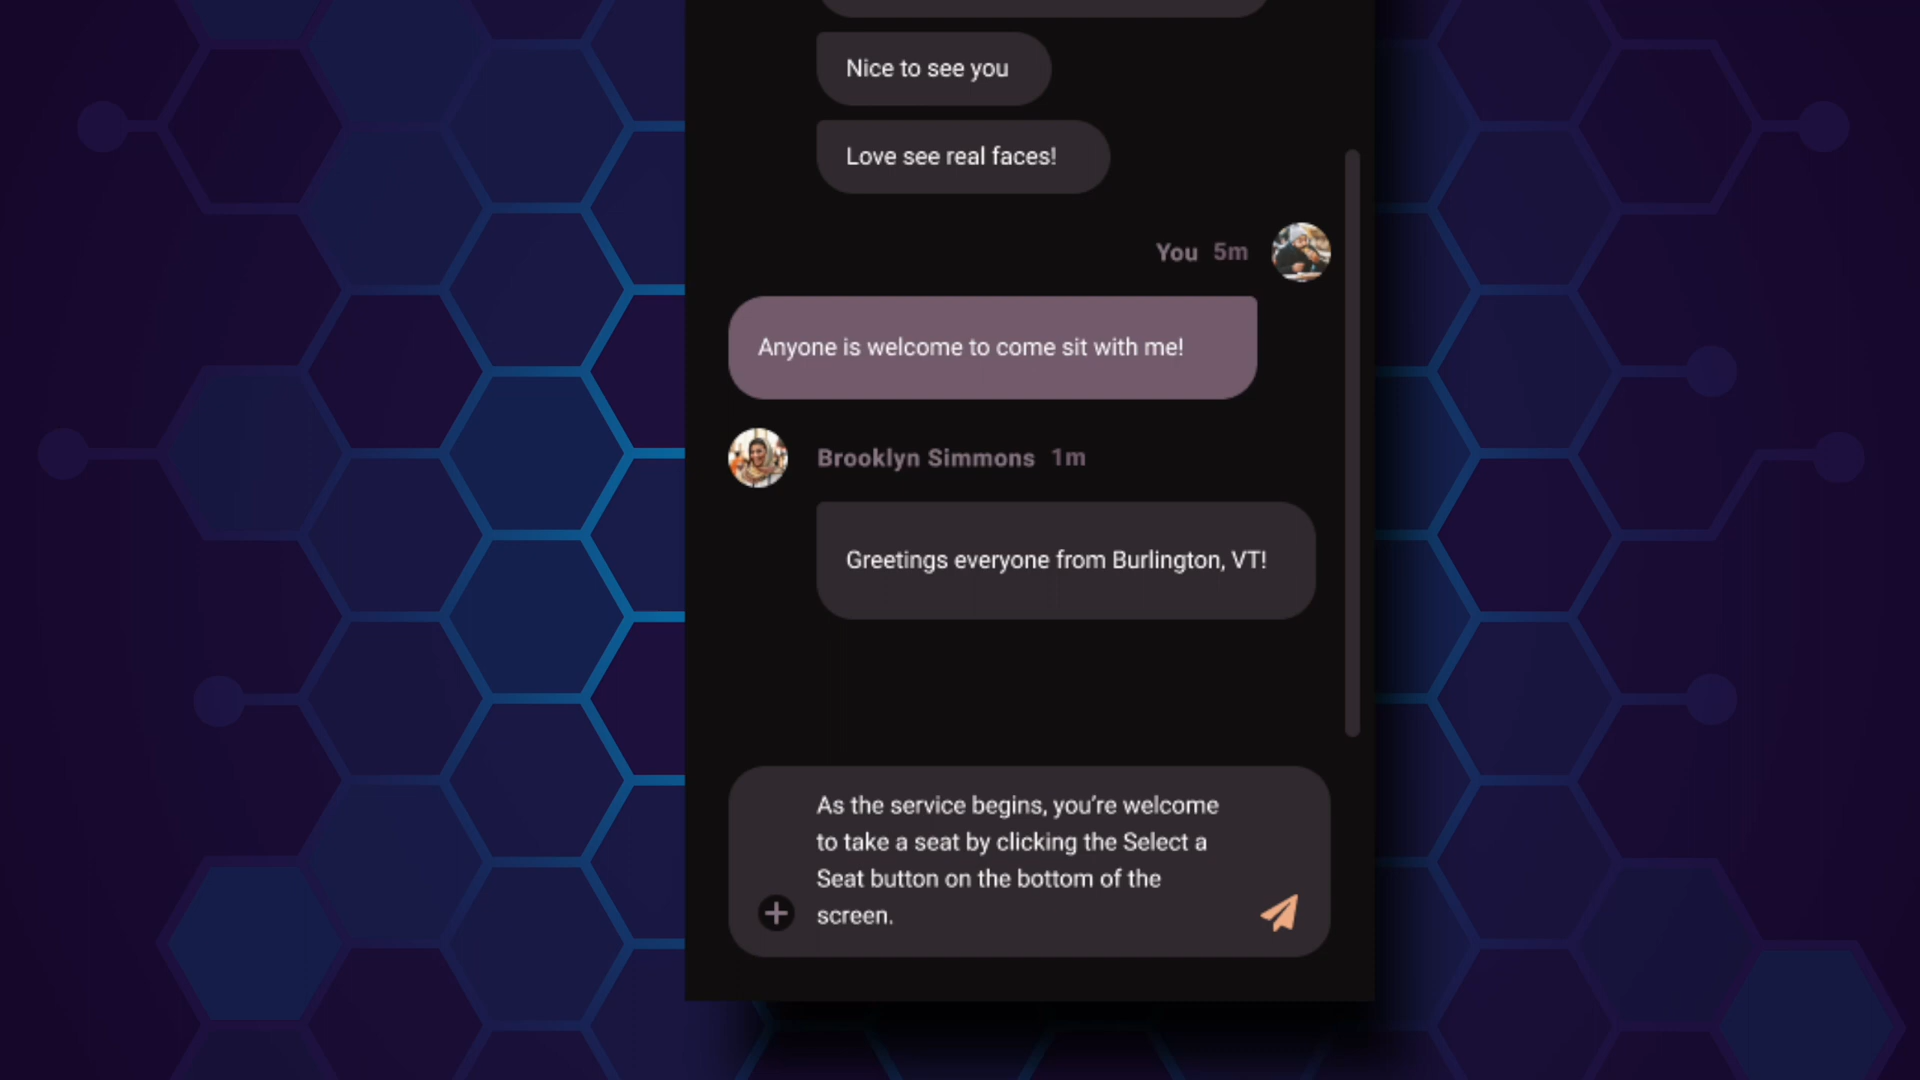 Nice to see you
Love see real faces!
You 5m
Anyone is welcome to come sit with me!
Brooklyn Simmons 1m
Greetings everyone from Burlington, VT!
As the service begins, you’re welcome
to take a seat by clicking the Select a
Seat button on the bottom of the
screen.